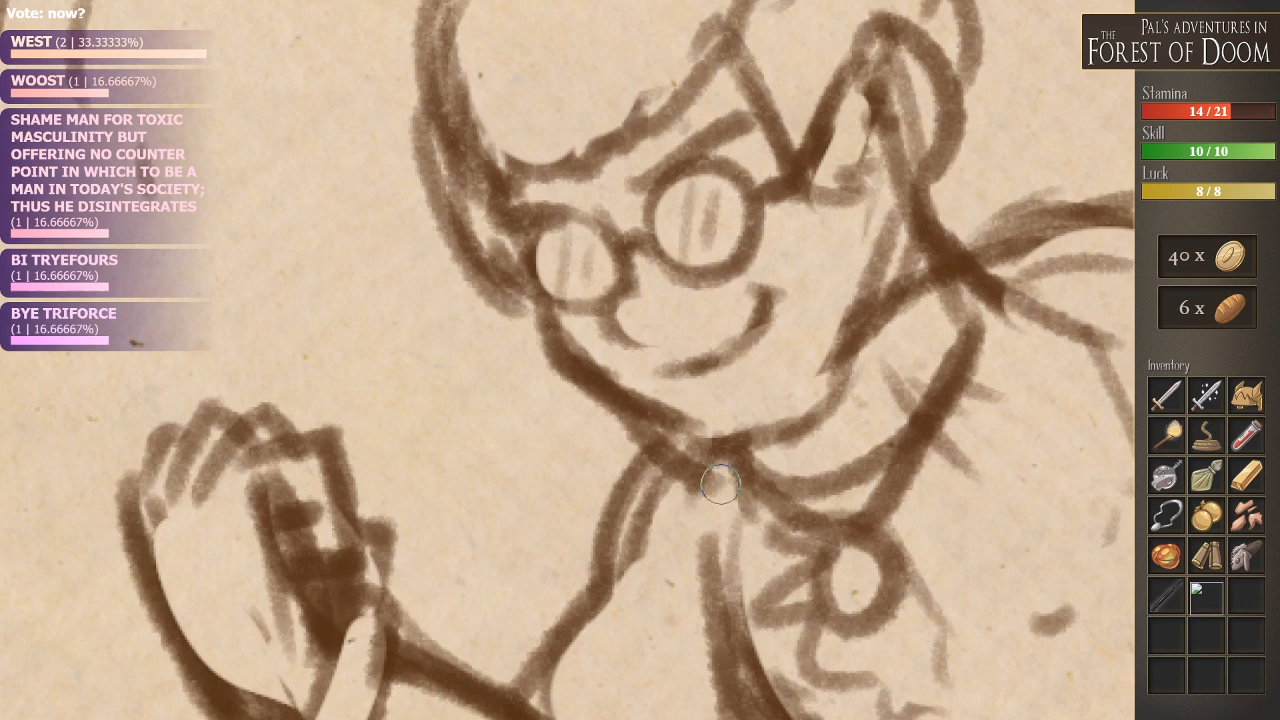 Vote: now?
WEST (2 | 33.33333%)
WOOST (1 | 16.66667%)
SHAME MAN FOR TOXIC
MASCULINITY BUT
OFFERING NO COUNTER
POINT IN WHICH TO BE A
MAN IN TODAY'S SOCIETY;
THUS HE DISINTEGRATES
(1 | 16.66667%)
BI TRYEFOURS
(1 | 16.66667%)
BYE TRIFORCE
(1 | 16.66667%)
PAL'S ADVENTURES IN
THE FOREST OF DOOM
Stamina
14 / 21
Skill
10 / 10
Luck
8 / 8
40 x
6 x
Inventory